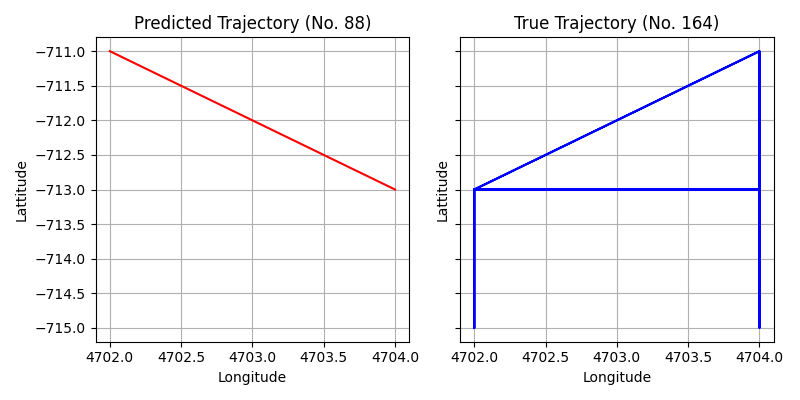 Predicted Trajectory (No. 88)
−711.0
−711.5
−712.0
−712.5
−713.0
−713.5
−714.0
−714.5
−715.0
Lattitude
4702.0 4702.5 4703.0 4703.5 4704.0
Longitude
True Trajectory (No. 164)
Lattitude
4702.0 4702.5 4703.0 4703.5 4704.0
Longitude